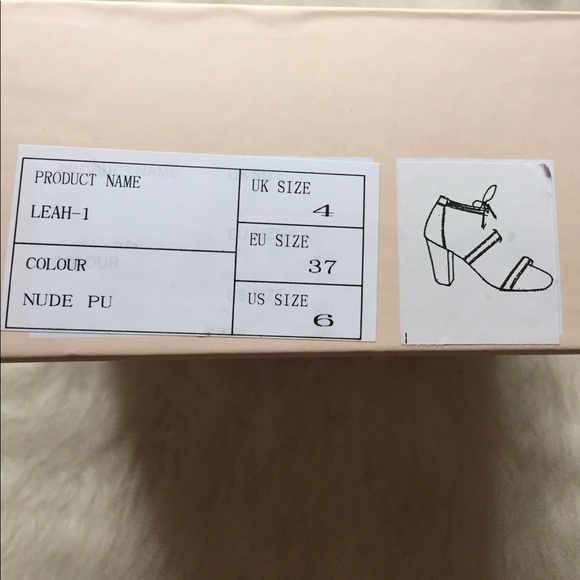 PRODUCT NAME
LEAH-1
COLOUR
NUDE PU
UK SIZE
4
EU SIZE
37
US SIZE
6